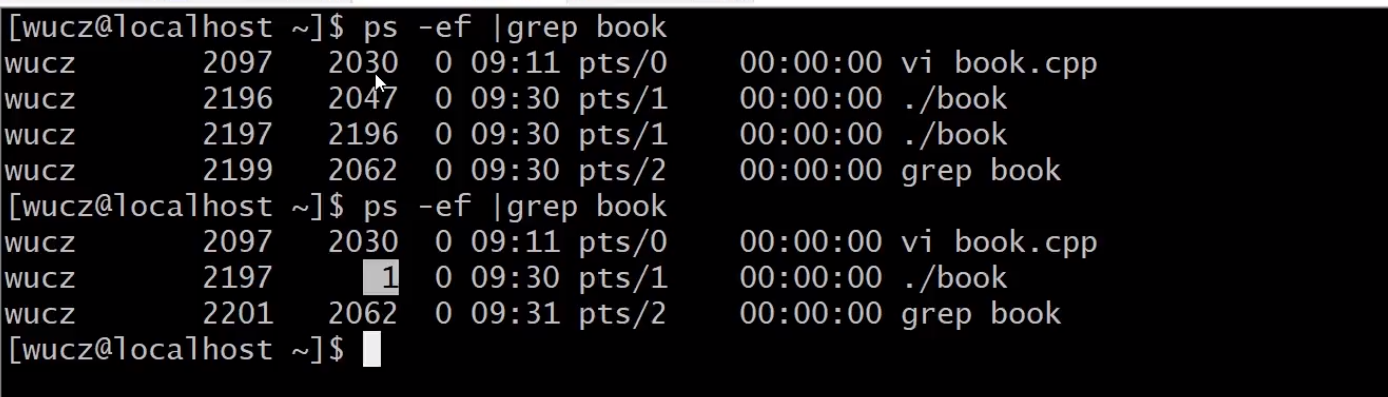 [wucz@localhost ~]$ ps -ef |grep book
wucz 2097 2030 0 09:11 pts/0 00:00:00 vi book.cpp
wucz 2196 2047 0 09:30 pts/1 00:00:00 ./book
wucz 2197 2196 0 09:30 pts/1 00:00:00 ./book
wucz 2199 2062 0 09:30 pts/2 00:00:00 grep book
[wucz@localhost ~]$ ps -ef |grep book
wucz 2097 2030 0 09:11 pts/0 00:00:00 vi book.cpp
wucz 2197 1 0 09:30 pts/1 00:00:00 ./book
wucz 2201 2062 0 09:31 pts/2 00:00:00 grep book
[wucz@localhost ~]$